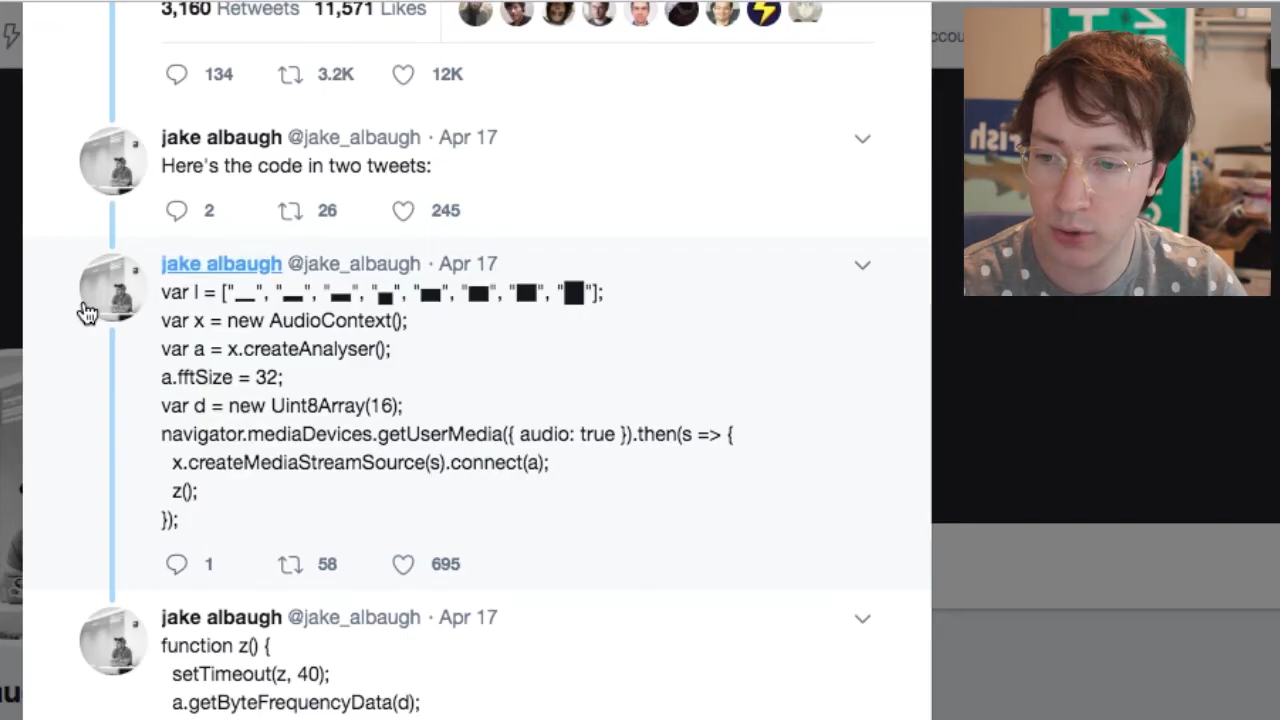 3,160 Retweets 11,571 Likes
134 3.2K 12K
jake albaugh @jake_albaugh · Apr 17
Here's the code in two tweets:
2 26 245
jake albaugh @jake_albaugh · Apr 17
var l = ["▁", "▂", "▃", "▄", "▅", "▆", "▇", "█"];
var x = new AudioContext();
var a = x.createAnalyser();
a.fftSize = 32;
var d = new Uint8Array(16);
navigator.mediaDevices.getUserMedia({ audio: true }).then(s => {
x.createMediaStreamSource(s).connect(a);
z();
});
1 58 695
jake albaugh @jake_albaugh · Apr 17
function z() {
setTimeout(z, 40);
a.getByteFrequencyData(d);